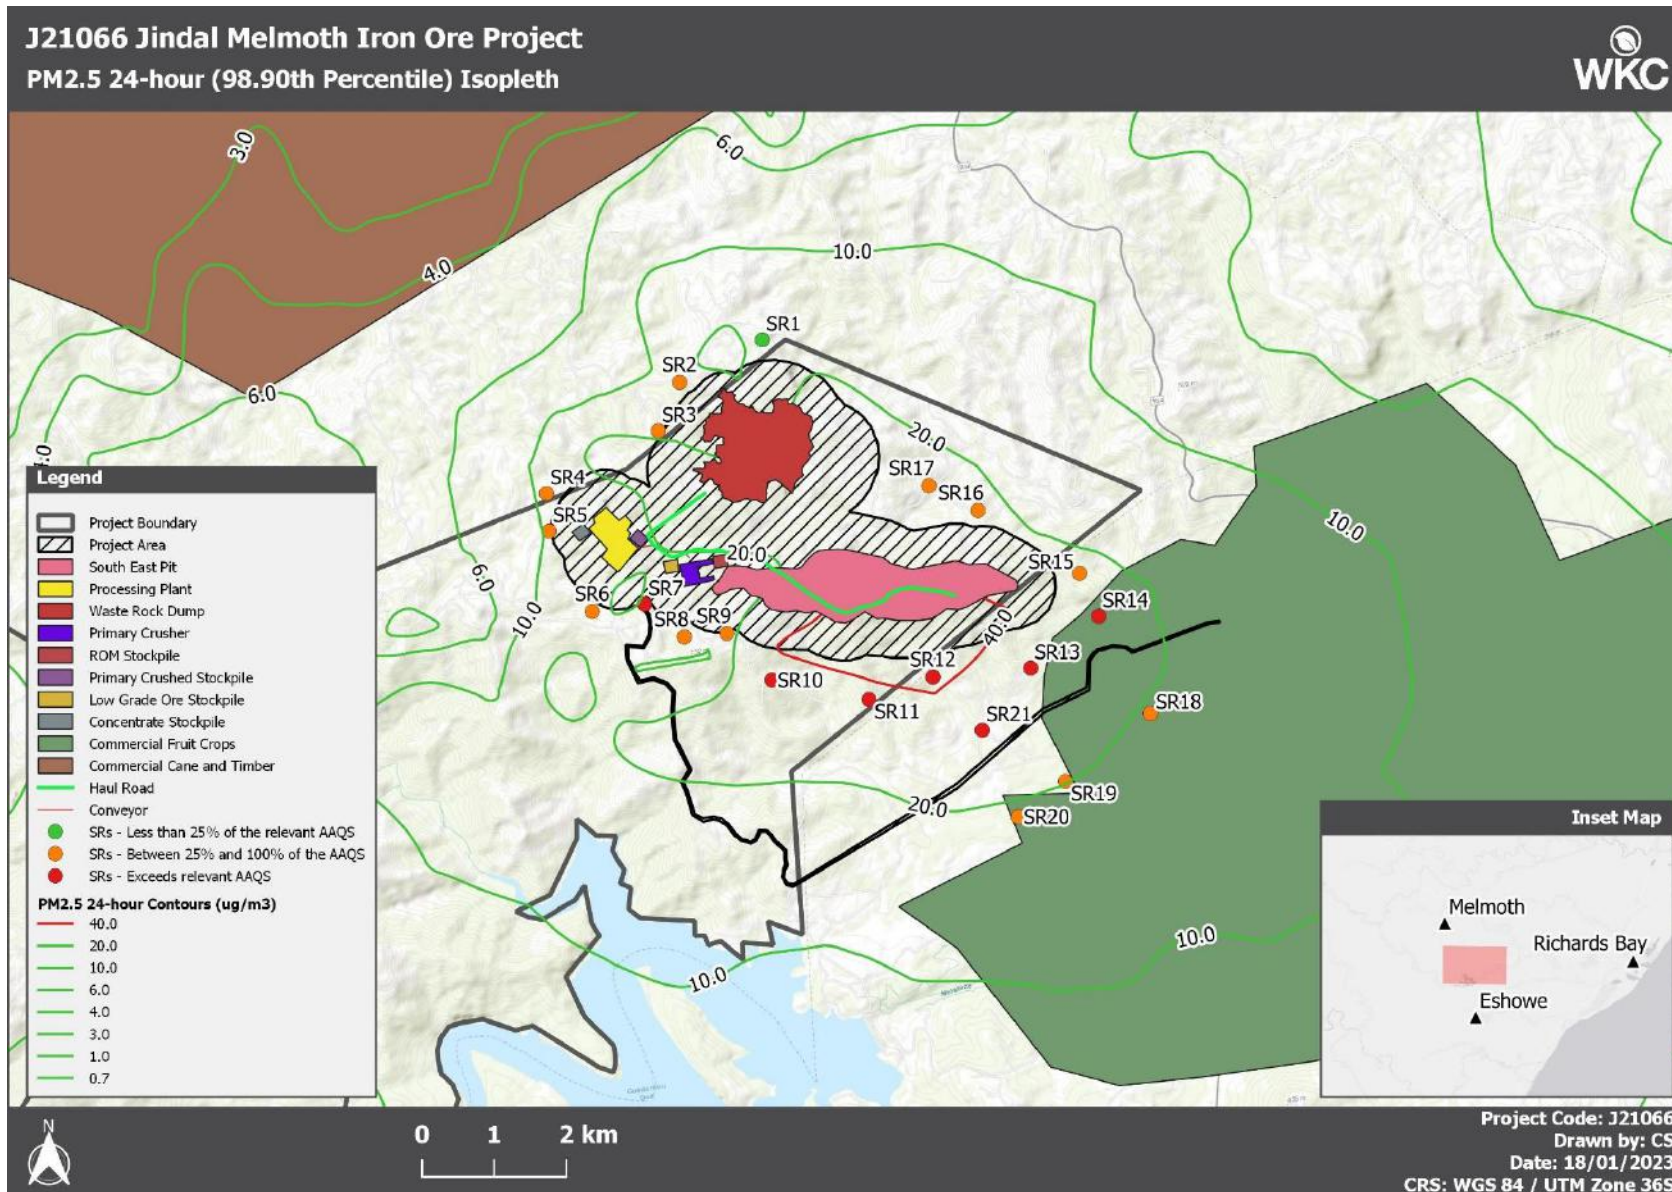 J21066 Jindal Melmoth Iron Ore Project
PM2.5 24-hour (98.90th Percentile) Isopleth
WKC
3.0
6.0
4.0
10.0
SR1
SR2
6.0
SR3
20.0
4.0
SR4
SR17
SR16
SR5
10.0
20.0
SR15
6.0
SR7
SR6
SR14
10.0
SR8
SR9
40.0
SR12
SR13
SR10
SR11
SR21
SR18
SR19
20.0
SR20
10.0
10.0
Legend
Project Boundary
Project Area
South East Pit
Processing Plant
Waste Rock Dump
Primary Crusher
ROM Stockpile
Primary Crushed Stockpile
Low Grade Ore Stockpile
Concentrate Stockpile
Commercial Fruit Crops
Commercial Cane and Timber
Haul Road
Conveyor
SRs - Less than 25% of the relevant AAQS
SRs - Between 25% and 100% of the AAQS
SRs - Exceeds relevant AAQS
PM2.5 24-hour Contours (ug/m3)
40.0
20.0
10.0
6.0
4.0
3.0
1.0
0.7
Inset Map
Melmoth
Richards Bay
Eshowe
N
0 1 2 km
Project Code: J21066
Drawn by: CS
Date: 18/01/2023
CRS: WGS 84 / UTM Zone 36S